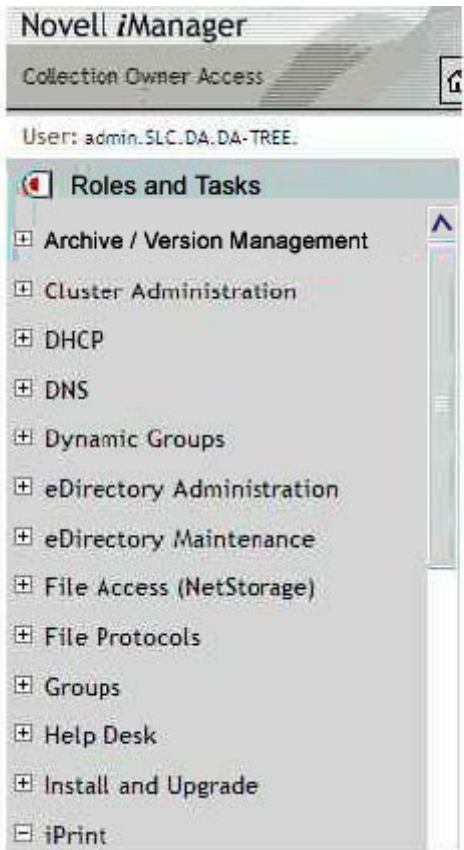 Novell iManager
Collection Owner Access
User: admin.SLC.DA.DA-TREE.
Roles and Tasks
Archive / Version Management
Cluster Administration
DHCP
DNS
Dynamic Groups
eDirectory Administration
eDirectory Maintenance
File Access (NetStorage)
File Protocols
Groups
Help Desk
Install and Upgrade
iPrint